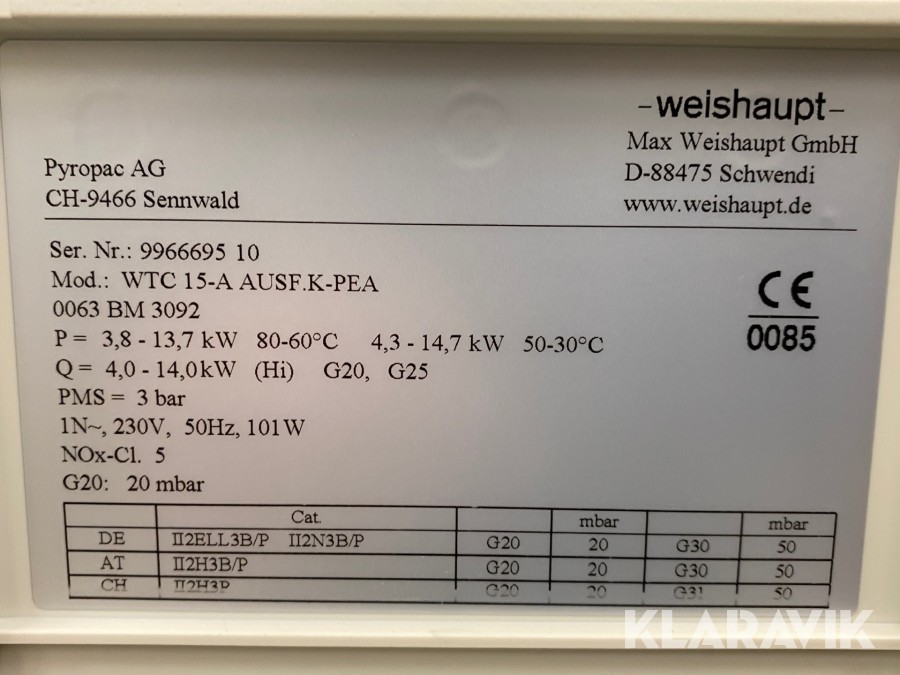 -weishaupt-
Max Weishaupt GmbH
D-88475 Schwendi
www.weishaupt.de
Pyropac AG
CH-9466 Sennwald
Ser. Nr.: 9966695 10
Mod.: WTC 15-A AUSF.K-PEA
0063 BM 3092
P = 3,8 - 13,7 kW 80-60°C 4,3 - 14,7 kW 50-30°C
Q = 4,0 - 14,0kW (Hi) G20, G25
PMS = 3 bar
1N~, 230V, 50Hz, 101W
NOx-Cl. 5
G20: 20 mbar
CE
0085
Cat. mbar mbar
DE II2ELL3B/P II2N3B/P G20 20 G30 50
AT II2H3B/P G20 20 G30 50
CH II2H3P G20 20 G31 50
KLARAVIK